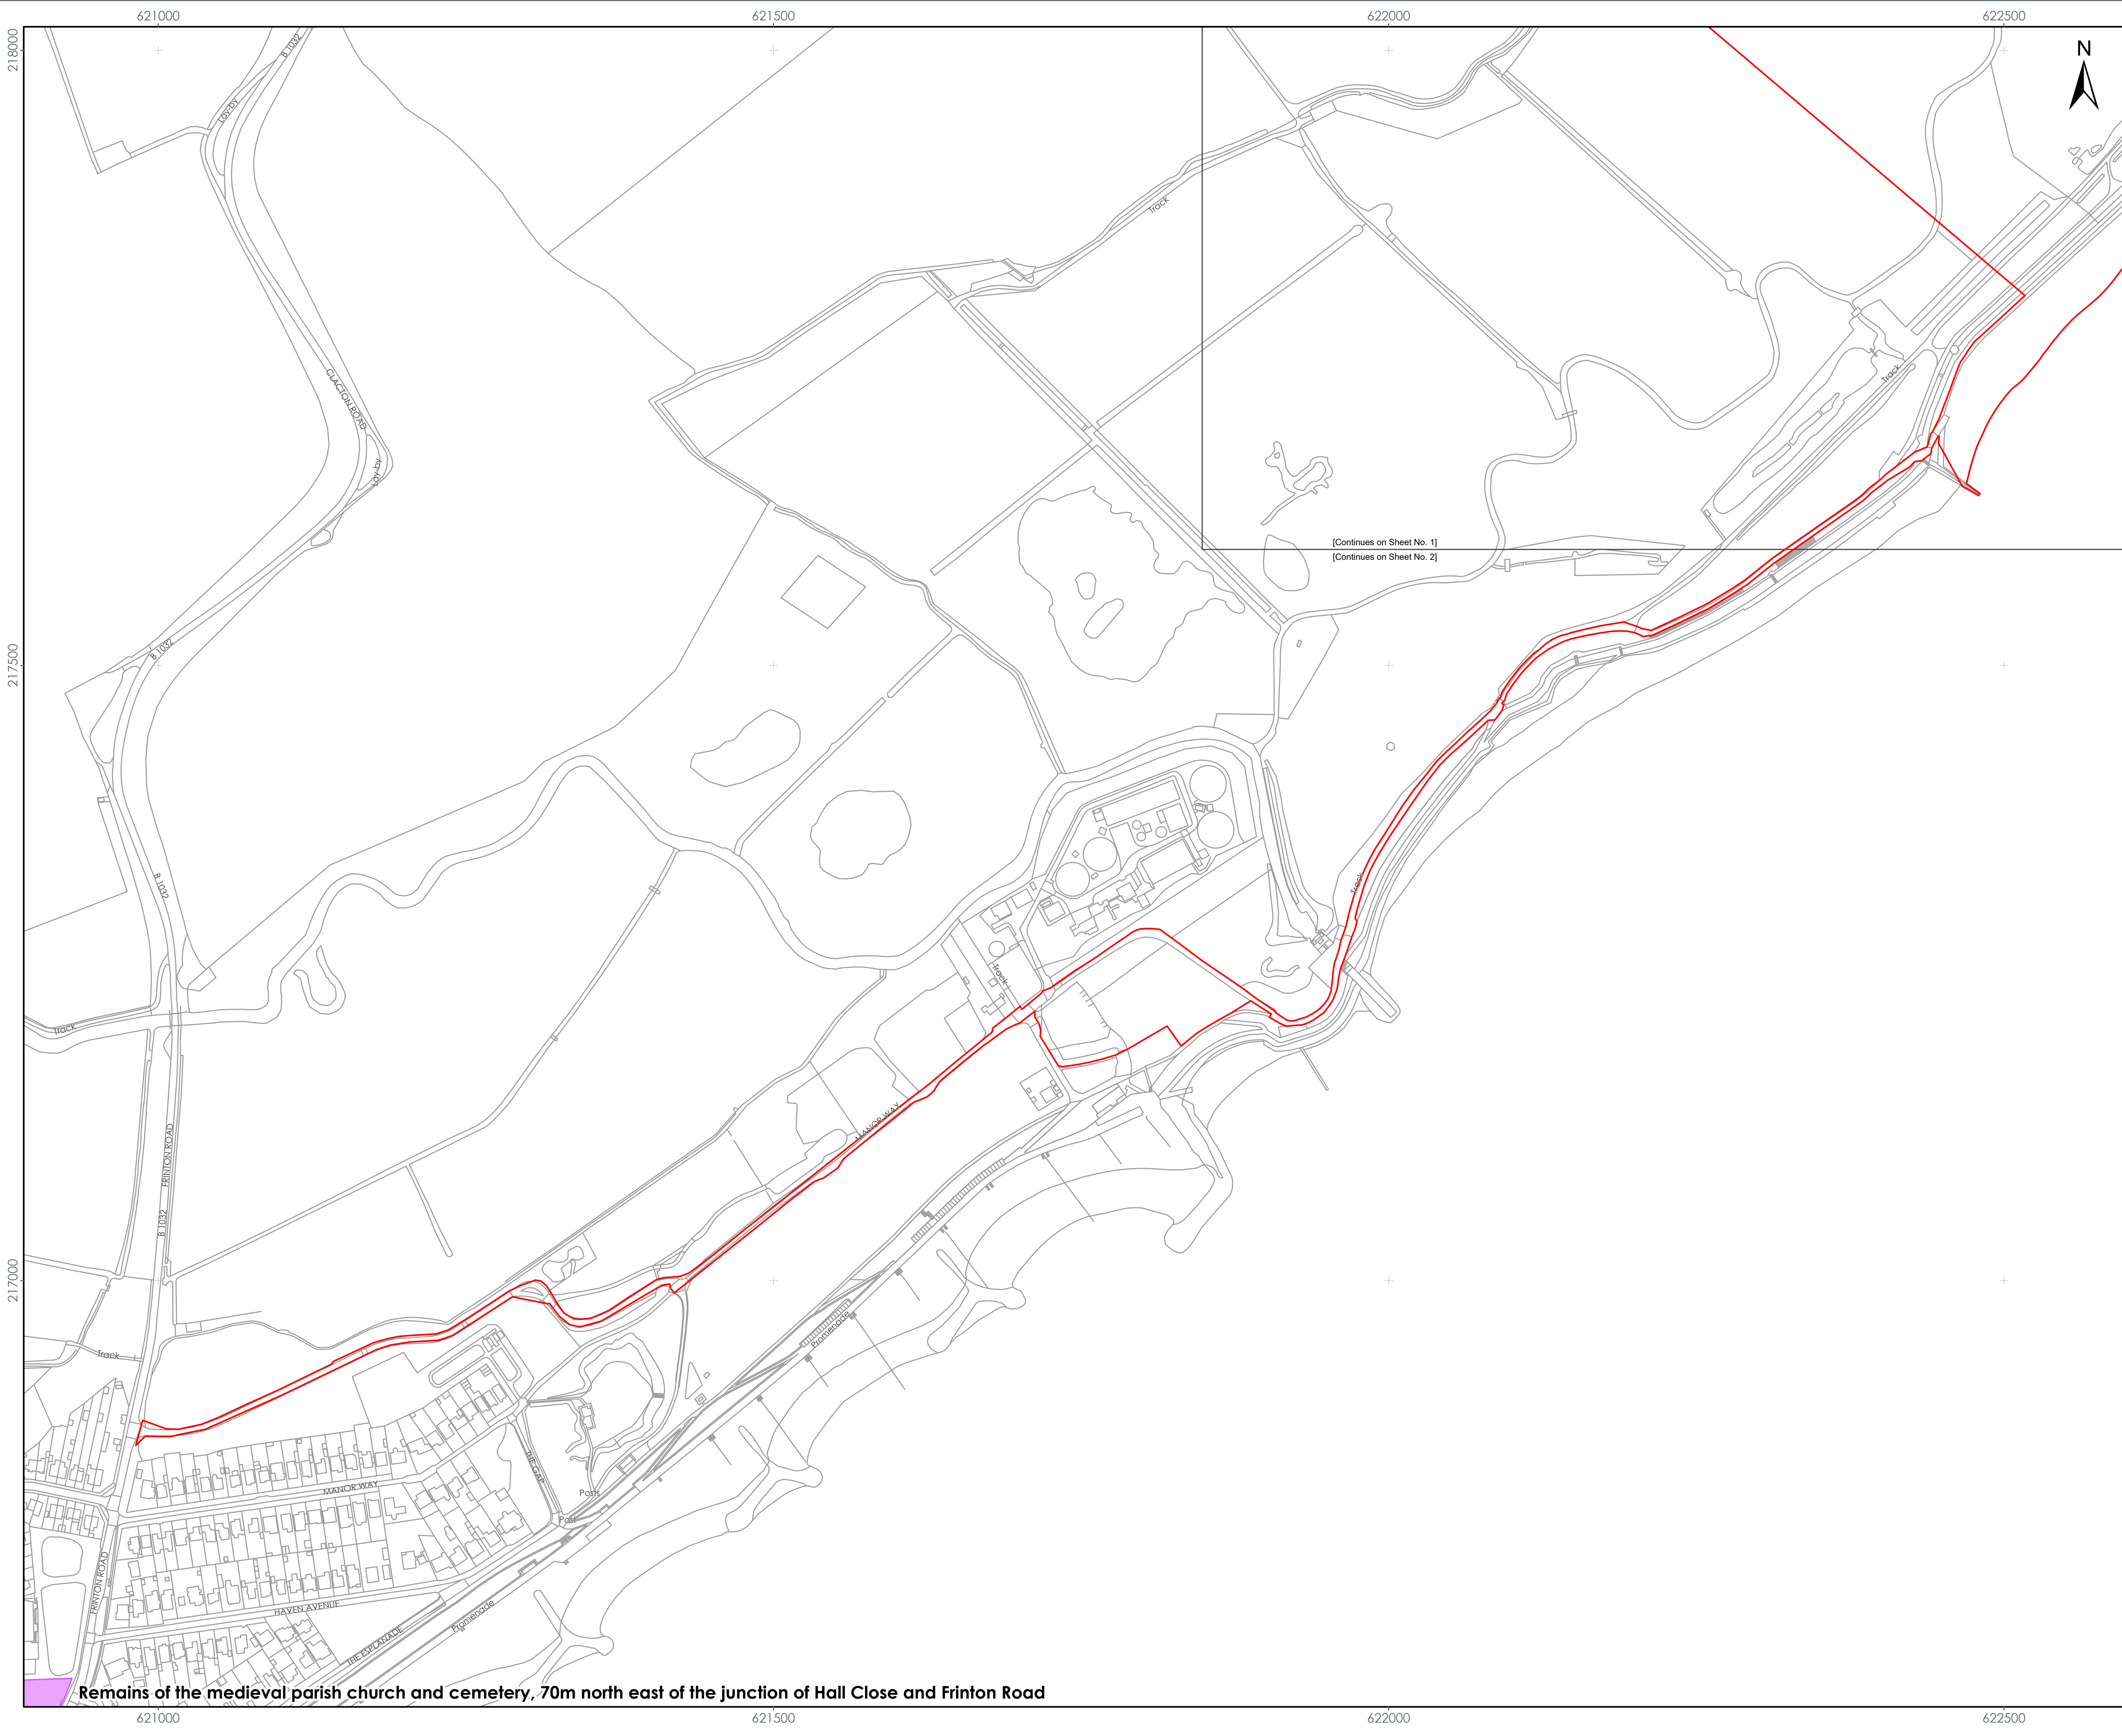 621000
621500
622000
622500
218000
N
B 1032
Lay-by
Track
CLACTON ROAD
Lay-by
Track
[Continues on Sheet No. 1]
[Continues on Sheet No. 2]
B 1032
217500
B 1032
Track
Track
Track
MANOR WAY
FRINTON ROAD
B 1032
217000
Promenade
Track
THE GAP
MANOR WAY
Posts
Post
FRINTON ROAD
HAVEN AVENUE
Promenade
THE ESPLANADE
Remains of the medieval parish church and cemetery, 70m north east of the junction of Hall Close and Frinton Road
621000
621500
622000
622500